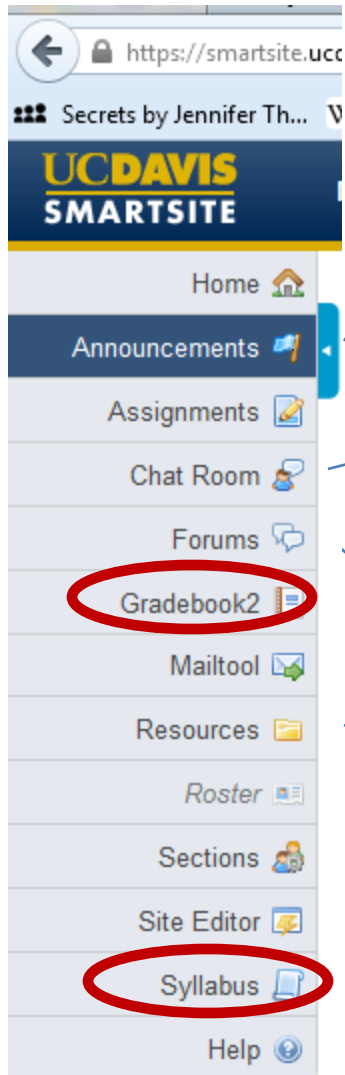 https://smartsite.ucd
Secrets by Jennifer Th...
UCDAVIS
SMARTSITE
Home
Announcements
Assignments
Chat Room
Forums
Gradebook2
Mailtool
Resources
Roster
Sections
Site Editor
Syllabus
Help